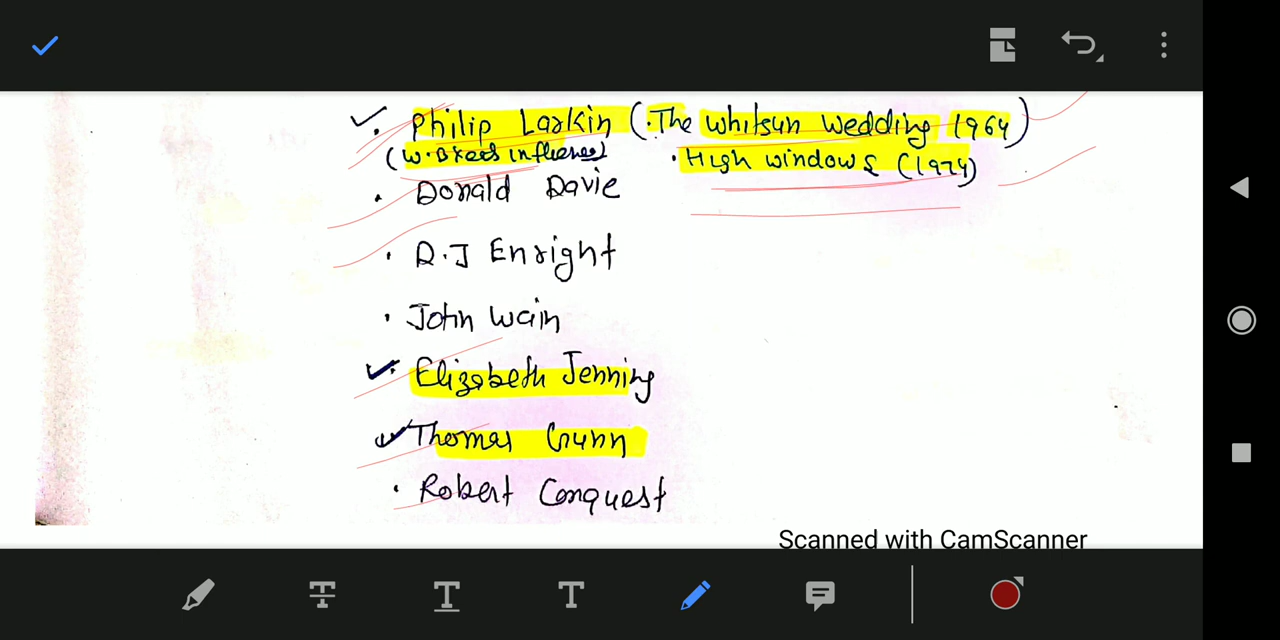 Philip Larkin (. The whitsun wedding 1964)
(W.B Yeats influence) . High windows (1974)
. Donald Davie
. D.J Enright
. John Wain
. Elizabeth Jenning
Thomas Gunn
. Robert Conquest
Scanned with CamScanner
T T T